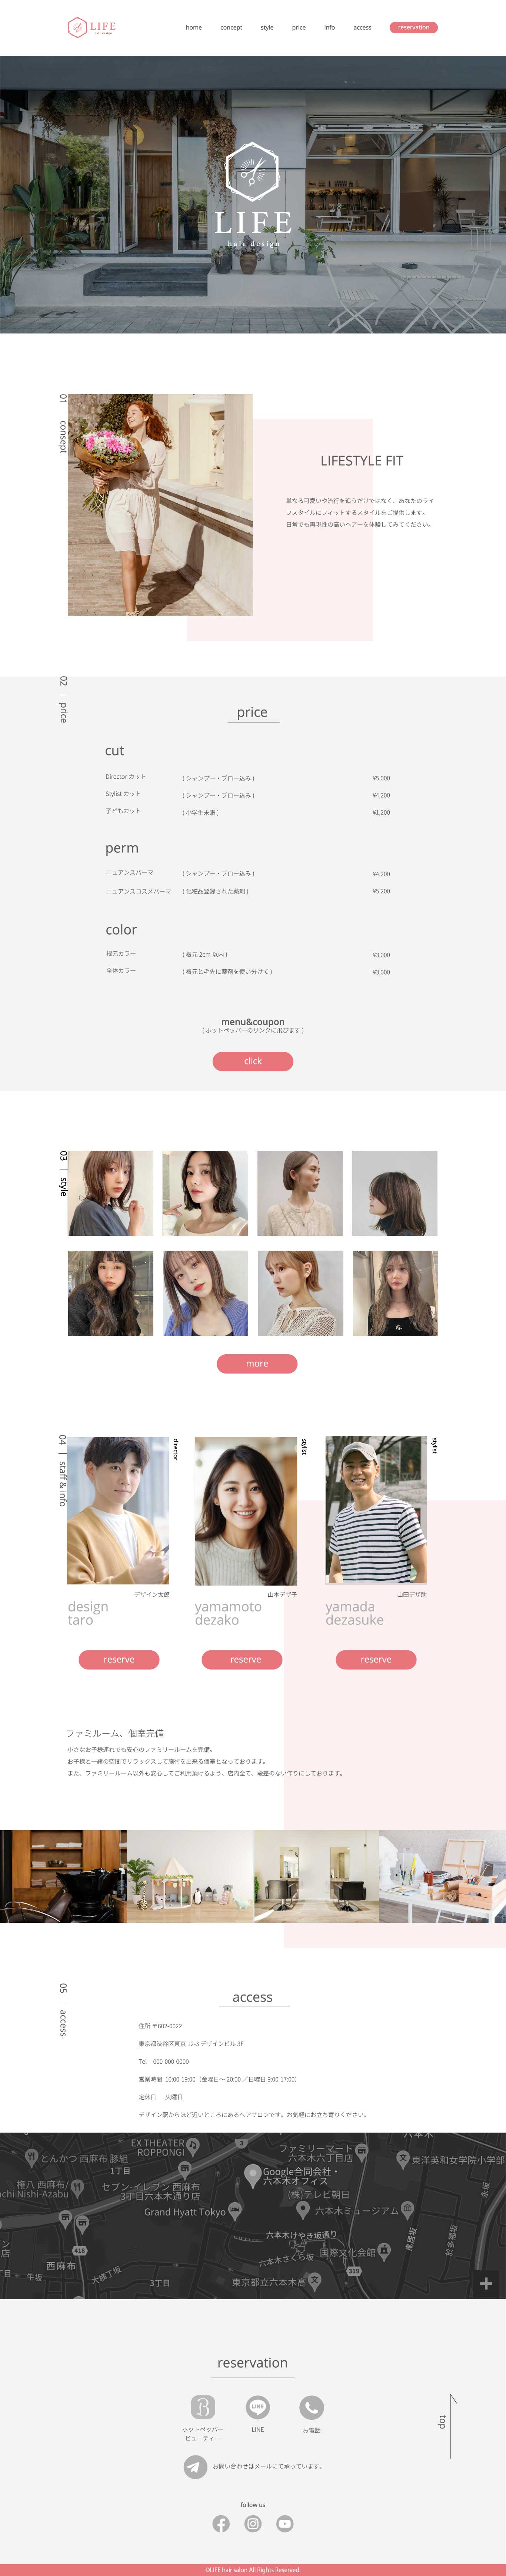 LIFE
hair design
home concept style price info access reservation
LIFE
hair design
01 consept
LIFESTYLE FIT
単なる可愛いや流行を追うだけではなく、あなたのライ
フスタイルにフィットするスタイルをご提供します。
日常でも再現性の高いヘアーを体験してみてください。
02 price
price
cut
Director カット ( シャンプー・ブロー込み ) ¥5,000
Stylist カット ( シャンプー・ブロー込み ) ¥4,200
子どもカット ( 小学生未満 ) ¥1,200
perm
ニュアンスパーマ ( シャンプー・ブロー込み ) ¥4,200
ニュアンスコスメパーマ ( 化粧品登録された薬剤 ) ¥5,200
color
根元カラー ( 根元 2cm 以内 ) ¥3,000
全体カラー ( 根元と毛先に薬剤を使い分けて ) ¥3,000
menu&coupon
( ホットペッパーのリンクに飛びます )
click
03 style
more
04 staff & info
director
デザイン太郎
design
taro
reserve
stylist
山本デザ子
yamamoto
dezako
reserve
stylist
山田デザ助
yamada
dezasuke
reserve
ファミルーム、個室完備
小さなお子様連れでも安心のファミリールームを完備。
お子様と一緒の空間でリラックスして施術を出来る個室となっております。
また、ファミリールーム以外も安心してご利用頂けるよう、店内全て、段差のない作りにしております。
05 access-
access
住所 〒602-0022
東京都渋谷区東京 12-3 デザインビル 3F
Tel 000-000-0000
営業時間 10:00-19:00（金曜日〜 20:00 ／日曜日 9:00-17:00）
定休日 火曜日
デザイン駅からほど近いところにあるヘアサロンです。お気軽にお立ち寄りください。
六本木
EX THEATER
ROPPONGI
3
ファミリーマート
六本木六丁目店
とんかつ 西麻布 豚組
東洋英和女学院小学部
1丁目
Google合同会社・
六本木オフィス
権八 西麻布/
achi Nishi-Azabu
セブン-イレブン 西麻布
3丁目六本木通り店
(株)テレビ朝日
永坂
Grand Hyatt Tokyo
六本木ミュージアム
鳥居坂
於多福坂
六本木けやき坂通り
ン
店
418
国際文化会館
六本木さくら坂
西麻布
319
丁目
牛坂
大横丁坂
3丁目
東京都立六本木高
reservation
ホットペッパー
ビューティー
LINE
LINE
お電話
お問い合わせはメールにて承っています。
top
follow us
©LIFE hair salon All Rights Reserved.